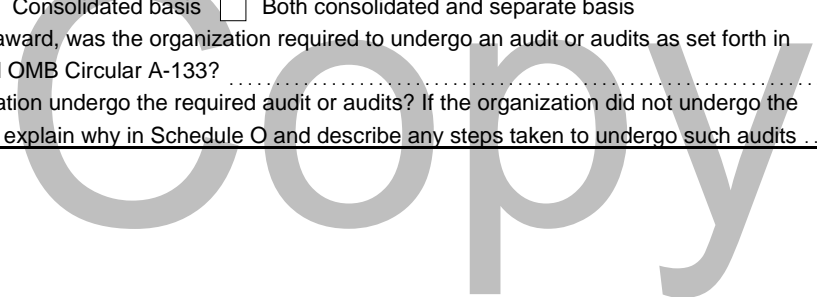 Consolidated basis Both consolidated and separate basis
award, was the organization required to undergo an audit or audits as set forth in
OMB Circular A-133?
ation undergo the required audit or audits? If the organization did not undergo the
explain why in Schedule O and describe any steps taken to undergo such audits
Copy